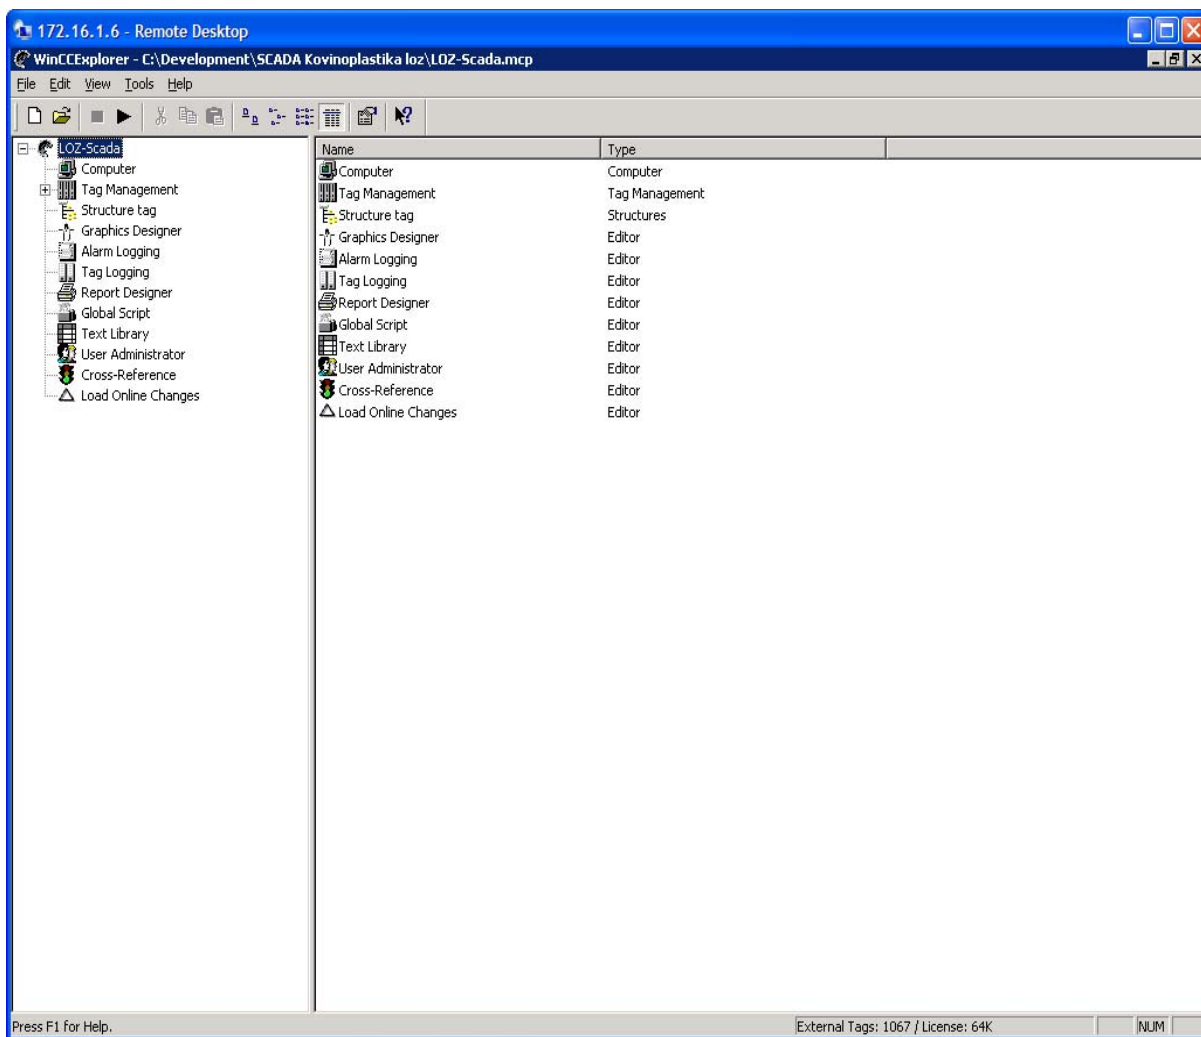 172.16.1.6 - Remote Desktop
WinCCExplorer - C:\Development\SCADA Kovinoplastika loz\LOZ-Scada.mcp
File Edit View Tools Help
LOZ-Scada
Computer
Tag Management
Structure tag
Graphics Designer
Alarm Logging
Tag Logging
Report Designer
Global Script
Text Library
User Administrator
Cross-Reference
Load Online Changes
Name Type
Computer Computer
Tag Management Tag Management
Structure tag Structures
Graphics Designer Editor
Alarm Logging Editor
Tag Logging Editor
Report Designer Editor
Global Script Editor
Text Library Editor
User Administrator Editor
Cross-Reference Editor
Load Online Changes Editor
Press F1 for Help. External Tags: 1067 / License: 64K NUM